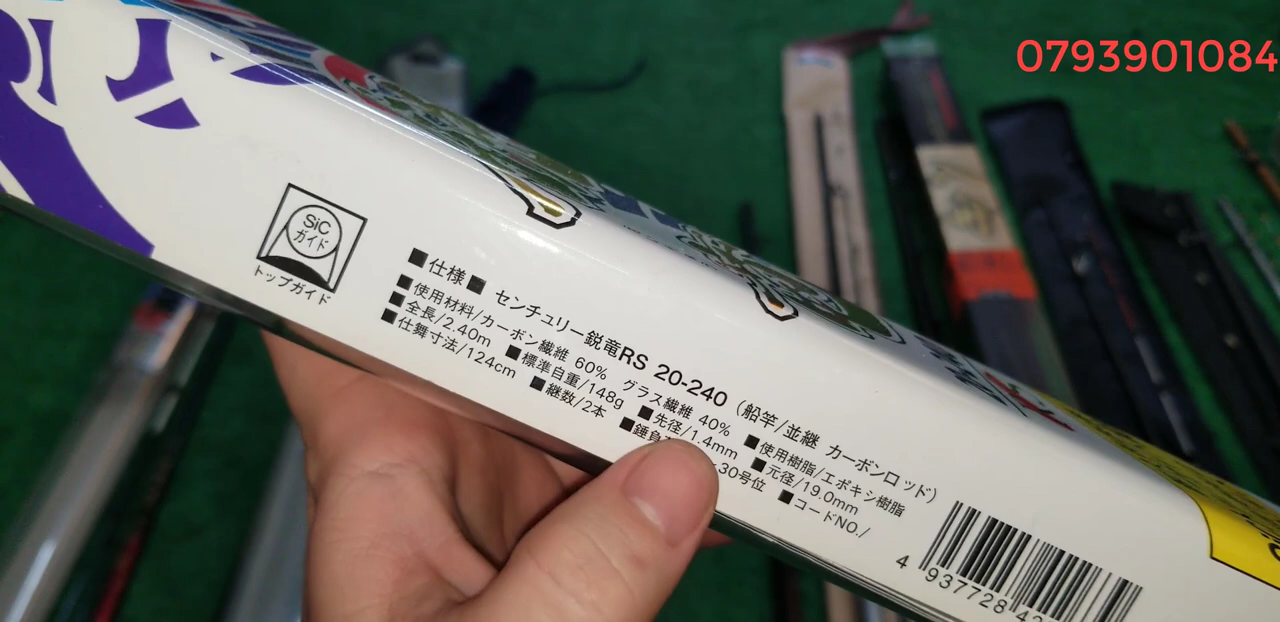 0793901084
SiC
ガイド
トップガイド
■仕様■ センチュリー鋭竜RS 20-240（船竿/並継 カーボンロッド）
■使用材料/カーボン繊維 60% グラス繊維 40% ■使用樹脂/エポキシ樹脂
■全長/2.40m ■標準自重/148g ■先径/1.4mm ■元径/19.0mm
■仕舞寸法/124cm ■継数/2本 ■錘負 30号位 ■コードNO./
4 937728 42